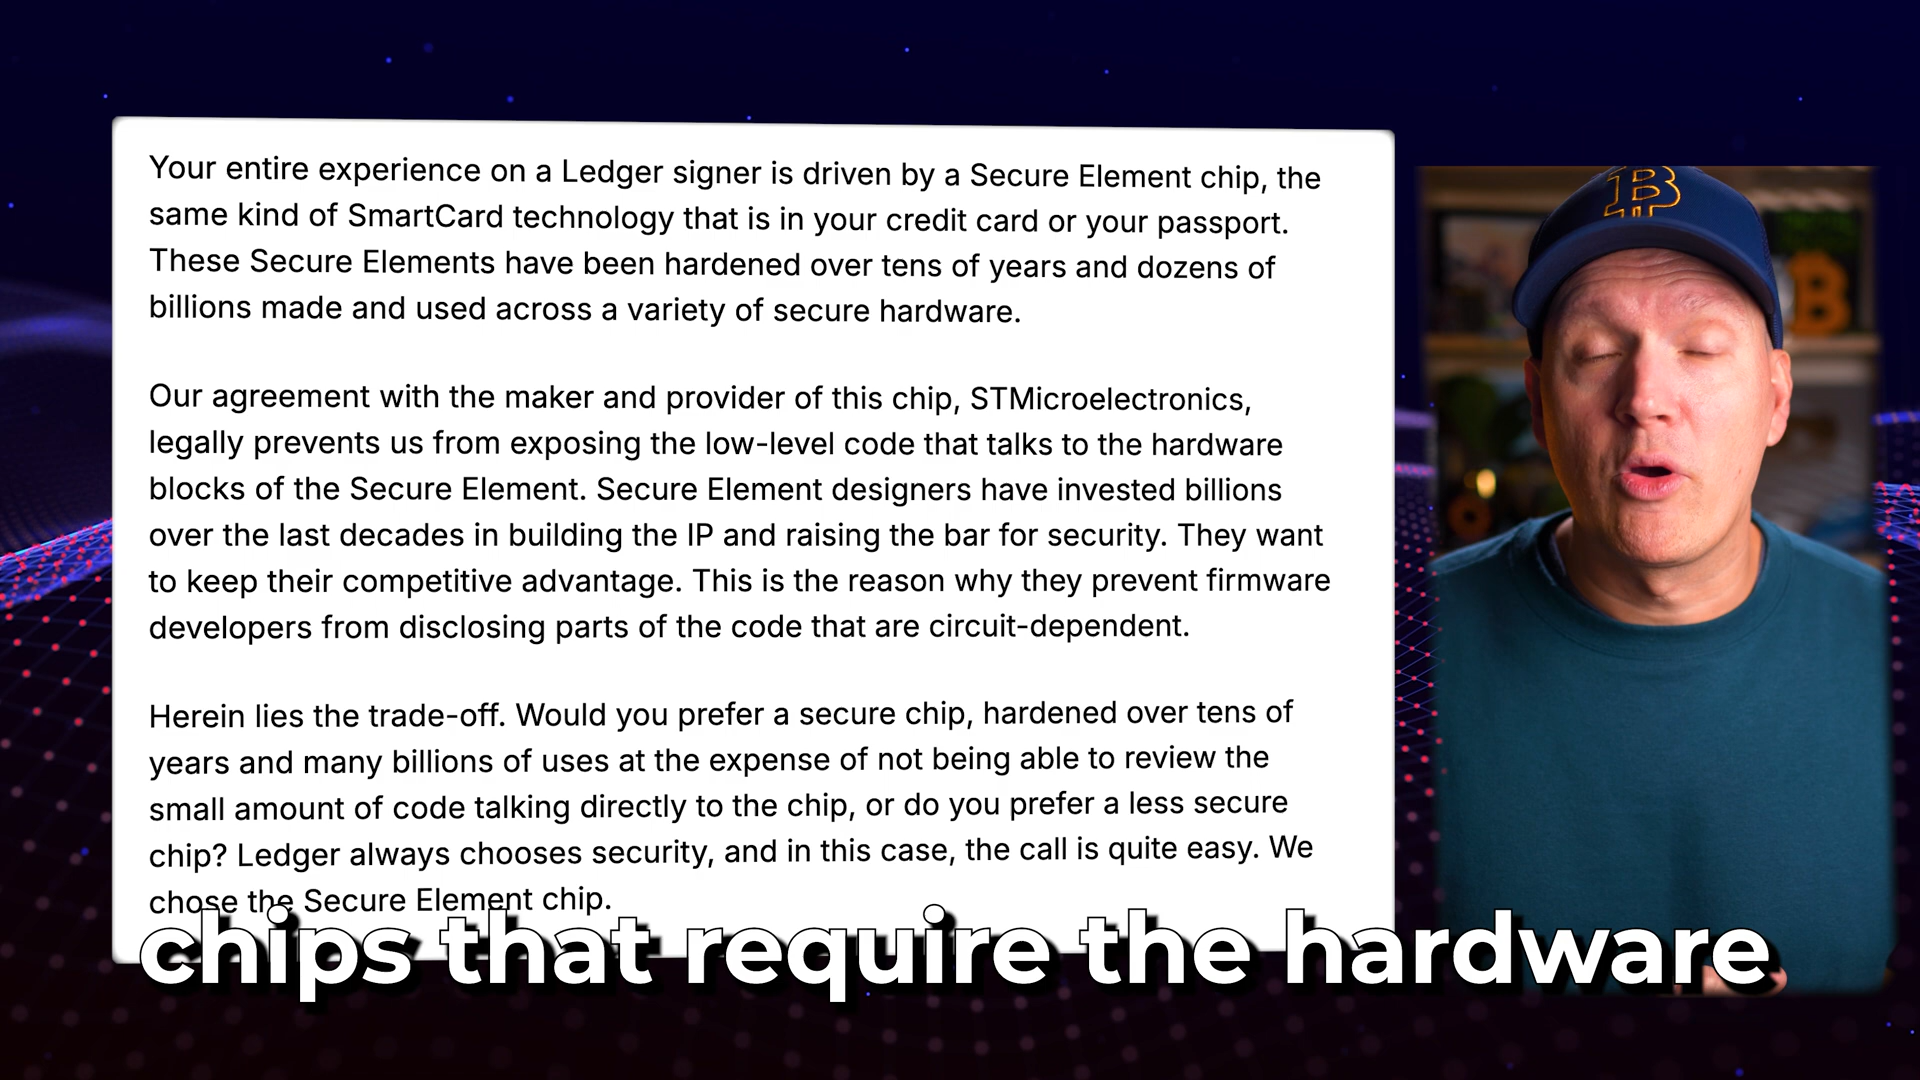 Your entire experience on a Ledger signer is driven by a Secure Element chip, the
same kind of SmartCard technology that is in your credit card or your passport.
These Secure Elements have been hardened over tens of years and dozens of
billions made and used across a variety of secure hardware.
Our agreement with the maker and provider of this chip, STMicroelectronics,
legally prevents us from exposing the low-level code that talks to the hardware
blocks of the Secure Element. Secure Element designers have invested billions
over the last decades in building the IP and raising the bar for security. They want
to keep their competitive advantage. This is the reason why they prevent firmware
developers from disclosing parts of the code that are circuit-dependent.
Herein lies the trade-off. Would you prefer a secure chip, hardened over tens of
years and many billions of uses at the expense of not being able to review the
small amount of code talking directly to the chip, or do you prefer a less secure
chip? Ledger always chooses security, and in this case, the call is quite easy. We
chose the Secure Element chip.
chips that require the hardware